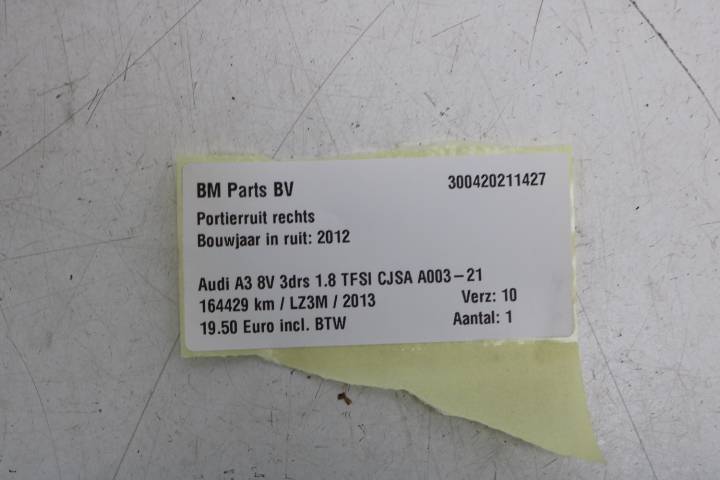 BM Parts BV 300420211427
Portierruit rechts
Bouwjaar in ruit: 2012
Audi A3 8V 3drs 1.8 TFSI CJSA A003-21
164429 km / LZ3M / 2013 Verz: 10
19.50 Euro incl. BTW Aantal: 1